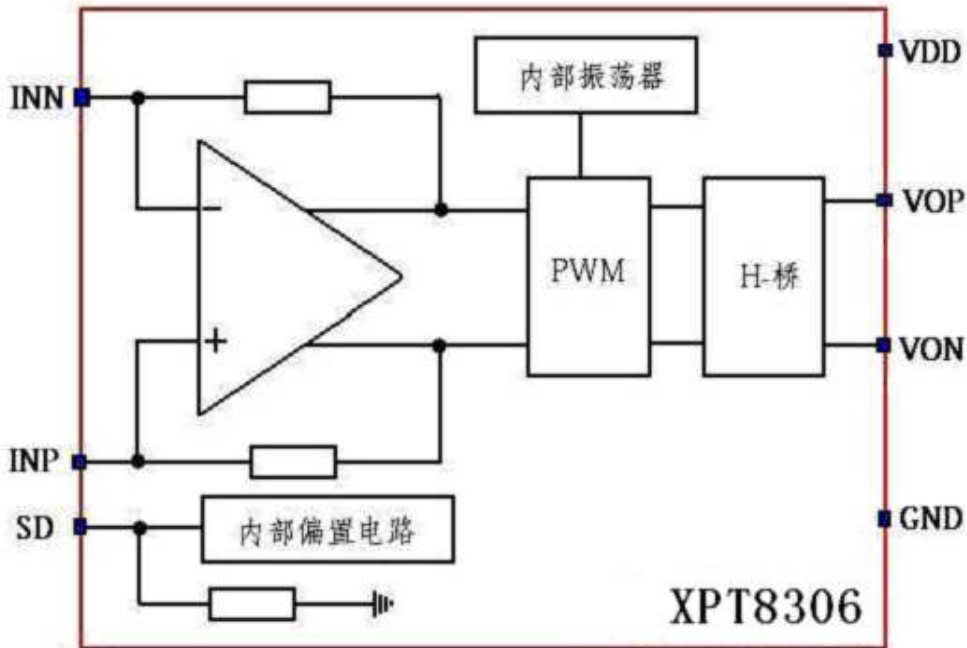 内部振荡器
VDD
INN
VOP
−
PWM
H-桥
+
VON
INP
SD
内部偏置电路
GND
XPT8306